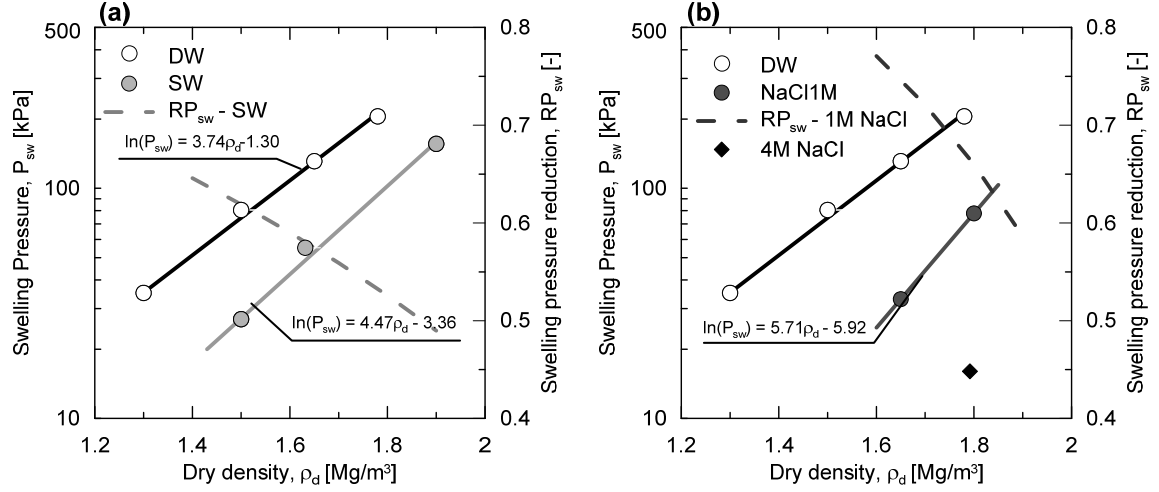 (a)
500
100
10
Swelling Pressure, P_sw [kPa]
DW
SW
RP_sw - SW
ln(P_sw) = 3.74ρ_d-1.30
ln(P_sw) = 4.47ρ_d - 3.36
0.8
0.7
0.6
0.5
0.4
Swelling pressure reduction, RP_sw [-]
1.2 1.4 1.6 1.8 2
Dry density, ρ_d [Mg/m³]
(b)
500
100
10
Swelling Pressure, P_sw [kPa]
DW
NaCl1M
RP_sw - 1M NaCl
4M NaCl
ln(P_sw) = 5.71ρ_d - 5.92
0.8
0.7
0.6
0.5
0.4
Swelling pressure reduction, RP_sw [-]
1.2 1.4 1.6 1.8 2
Dry density, ρ_d [Mg/m³]